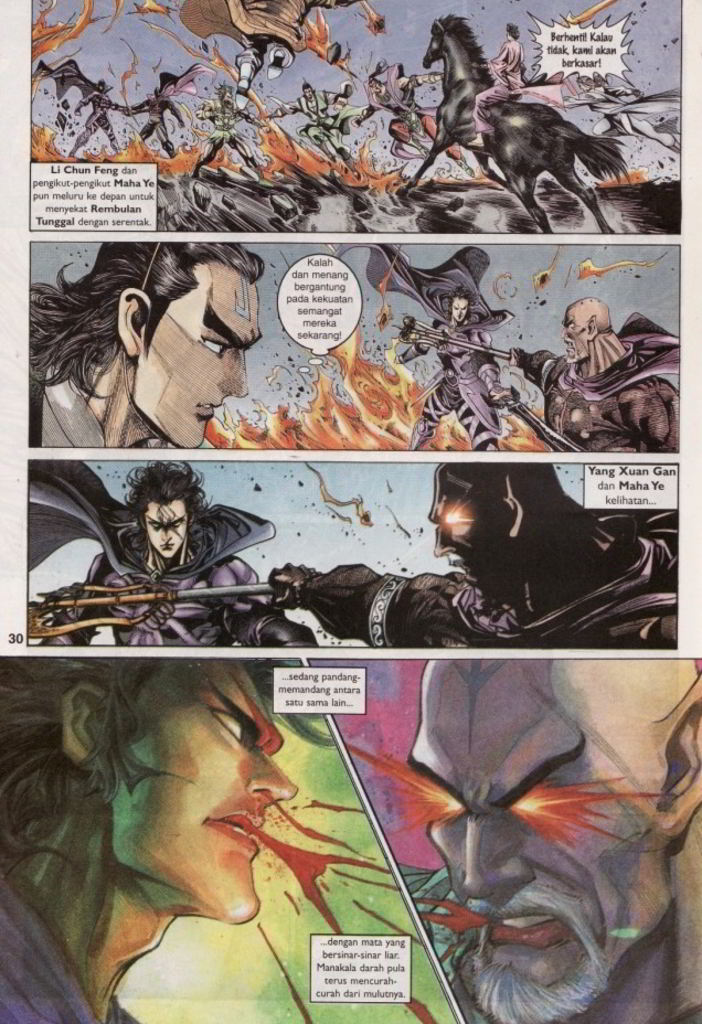 Berhenti! Kalau
tidak, kami akan
berkasar!
Li Chun Feng dan
pengikut-pengikut Maha Ye
pun meluru ke depan untuk
menyekat Rembulan
Tunggal dengan serentak.
Kalah
dan menang
bergantung
pada kekuatan
semangat
mereka
sekarang!
Yang Xuan Gan
dan Maha Ye
kelihatan...
30
...sedang pandang-
memandang antara
satu sama lain...
...dengan mata yang
bersinar-sinar liar.
Manakala darah pula
terus mencurah-
curah dari mulutnya.